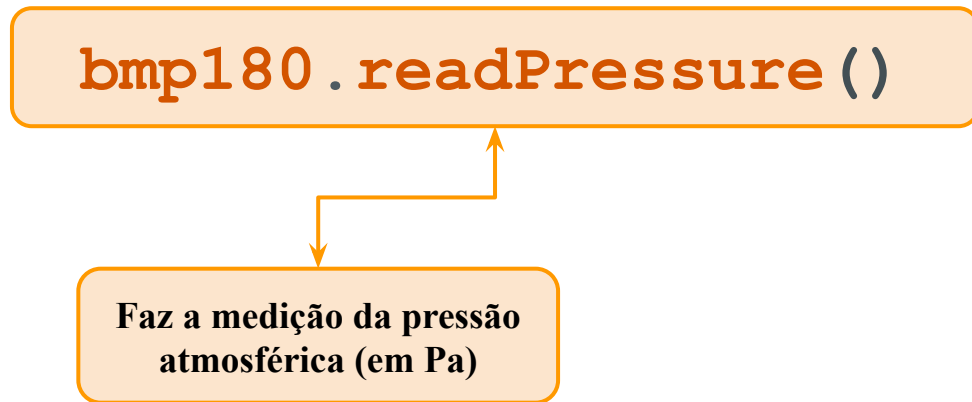 bmp180.readPressure()
Faz a medição da pressão
atmosférica (em Pa)